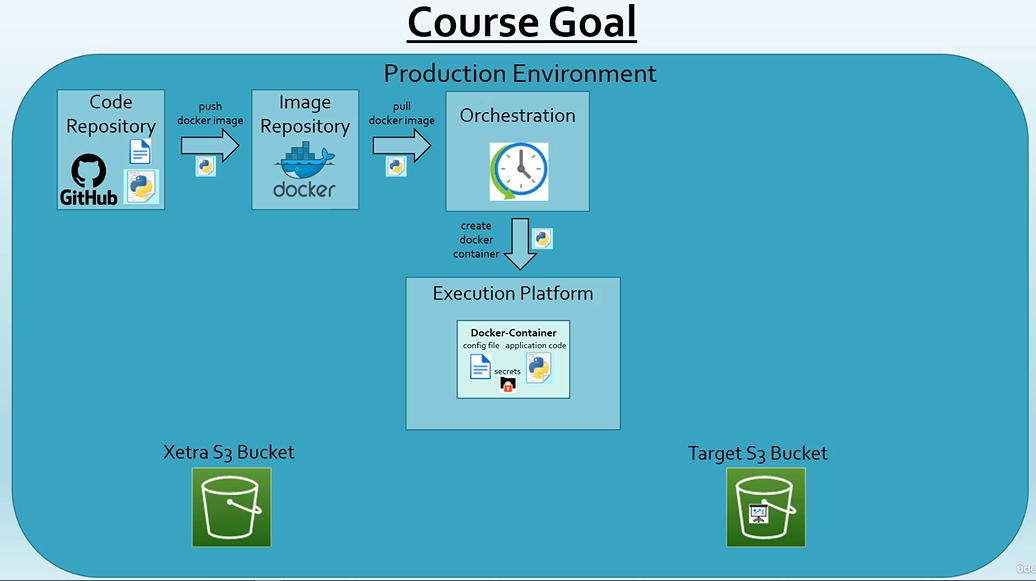 Course Goal
Production Environment
Code
Repository
GitHub
push
docker image
Image
Repository
docker
pull
docker image
Orchestration
create
docker
container
Execution Platform
Docker-Container
config file application code
secrets
Xetra S3 Bucket
Target S3 Bucket